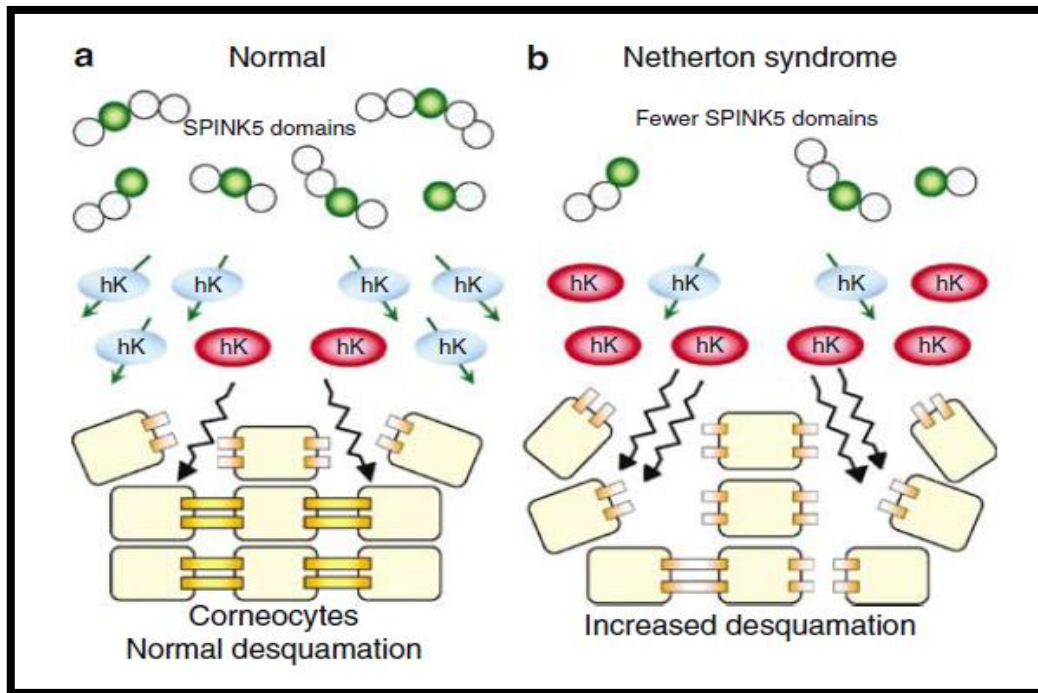 a
Normal
SPINK5 domains
hK hK hK hK
hK hK hK hK
Corneocytes
Normal desquamation
b
Netherton syndrome
Fewer SPINK5 domains
hK hK hK hK
hK hK hK hK
Increased desquamation